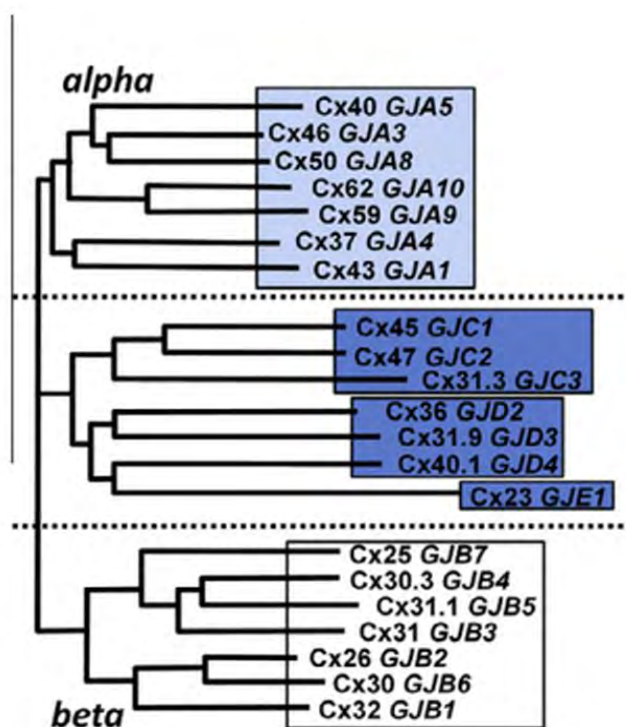 alpha
Cx40 GJA5
Cx46 GJA3
Cx50 GJA8
Cx62 GJA10
Cx59 GJA9
Cx37 GJA4
Cx43 GJA1
Cx45 GJC1
Cx47 GJC2
Cx31.3 GJC3
Cx36 GJD2
Cx31.9 GJD3
Cx40.1 GJD4
Cx23 GJE1
Cx25 GJB7
Cx30.3 GJB4
Cx31.1 GJB5
Cx31 GJB3
Cx26 GJB2
Cx30 GJB6
Cx32 GJB1
beta